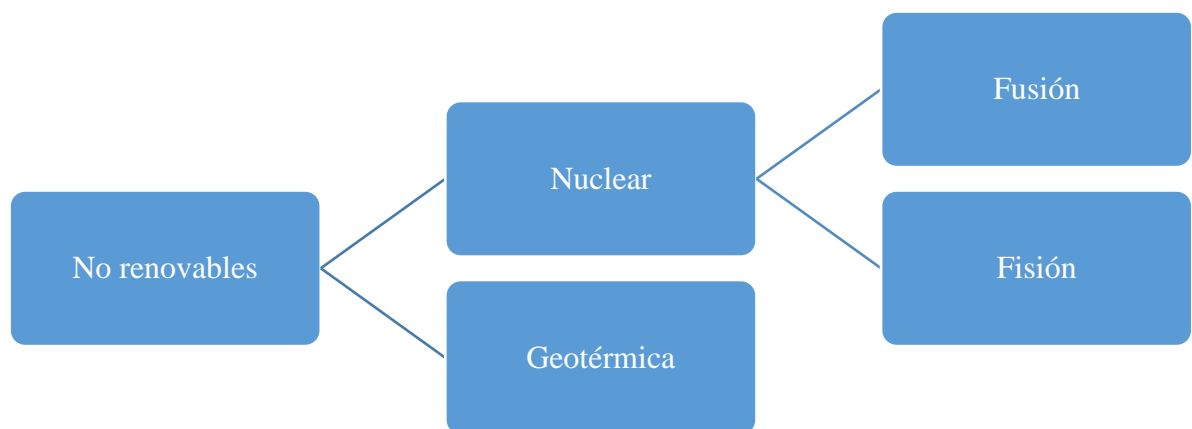 No renovables
Nuclear
Geotérmica
Fusión
Fisión